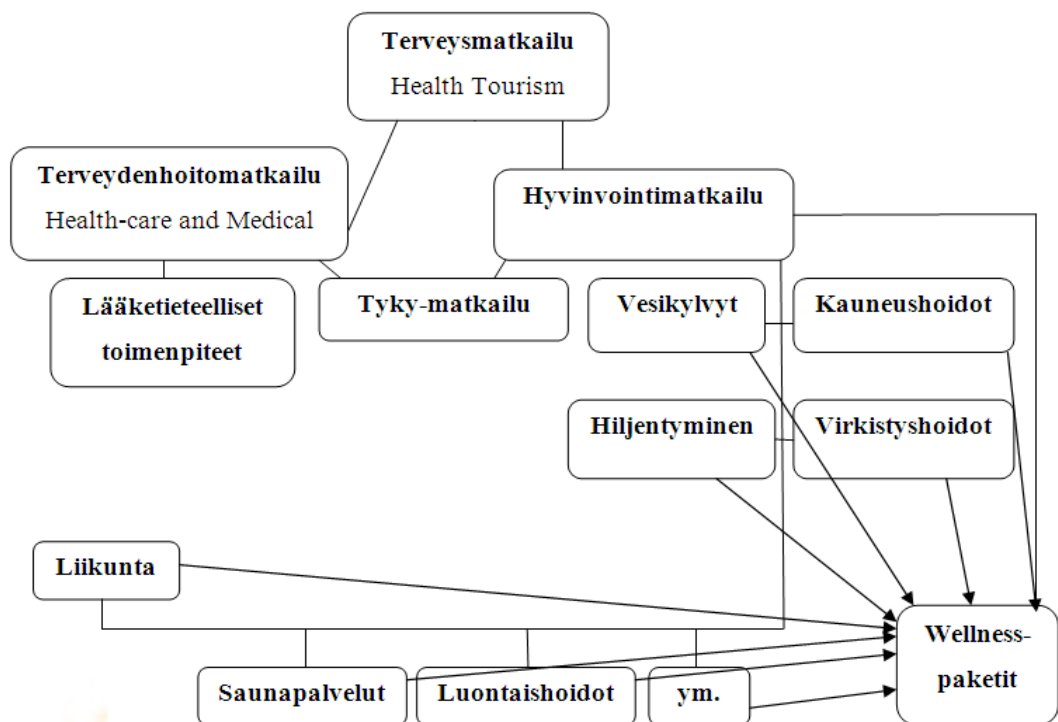 Terveysmatkailu
Health Tourism
Terveydenhoitomatkailu
Health-care and Medical
Hyvinvointimatkailu
Lääketieteelliset
toimenpiteet
Tyky-matkailu
Vesikylvyt
Kauneushoidot
Hiljentyminen
Virkistyshoidot
Liikunta
Saunapalvelut
Luontaishoidot
ym.
Wellness-
paketit